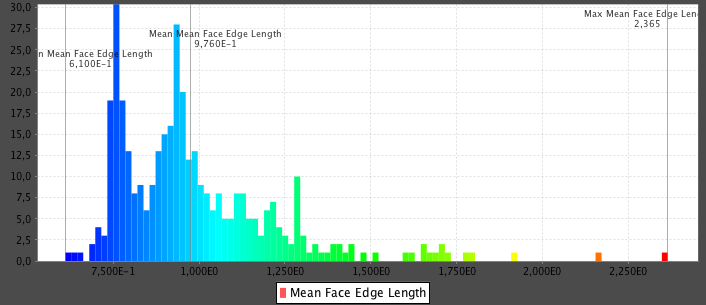 30,0
27,5
25,0
22,5
20,0
17,5
15,0
12,5
10,0
7,5
5,0
2,5
0,0
n Mean Face Edge Length
6,100E-1
Mean Mean Face Edge Length
9,760E-1
Max Mean Face Edge Len
2,365
7,500E-1 1,000E0 1,250E0 1,500E0 1,750E0 2,000E0 2,250E0
Mean Face Edge Length